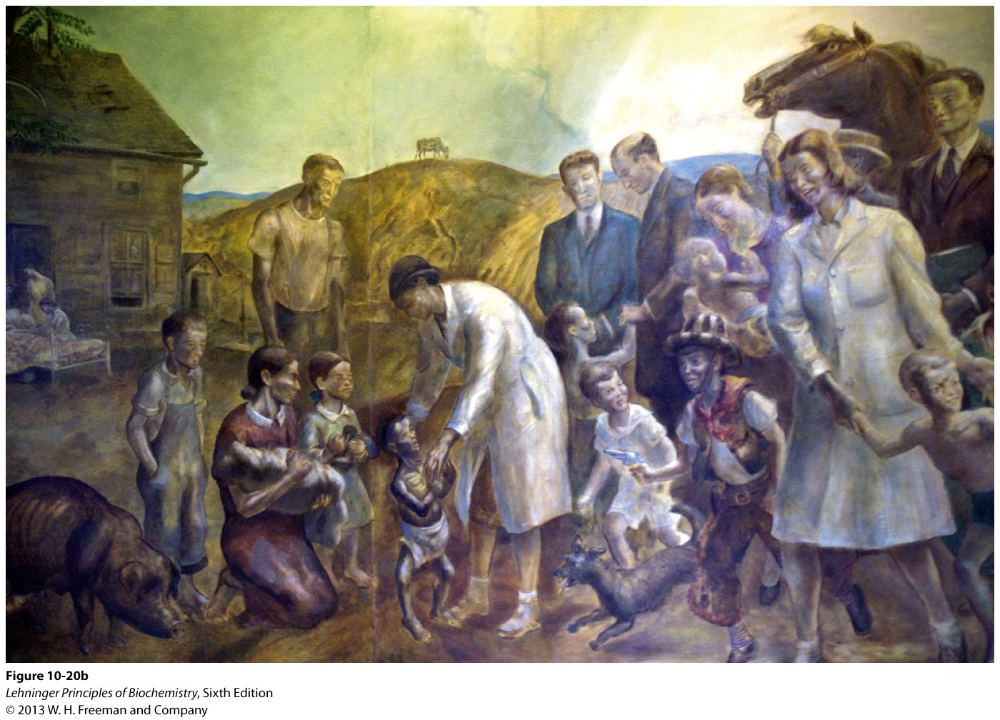 Figure 10-20b
Lehninger Principles of Biochemistry, Sixth Edition
© 2013 W. H. Freeman and Company